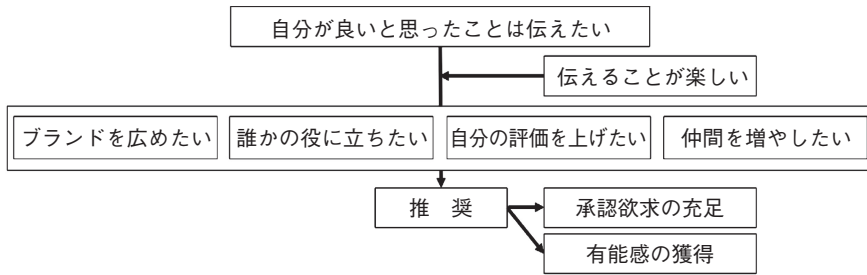 自分が良いと思ったことは伝えたい
伝えることが楽しい
ブランドを広めたい
誰かの役に立ちたい
自分の評価を上げたい
仲間を増やしたい
推　奨
承認欲求の充足
有能感の獲得